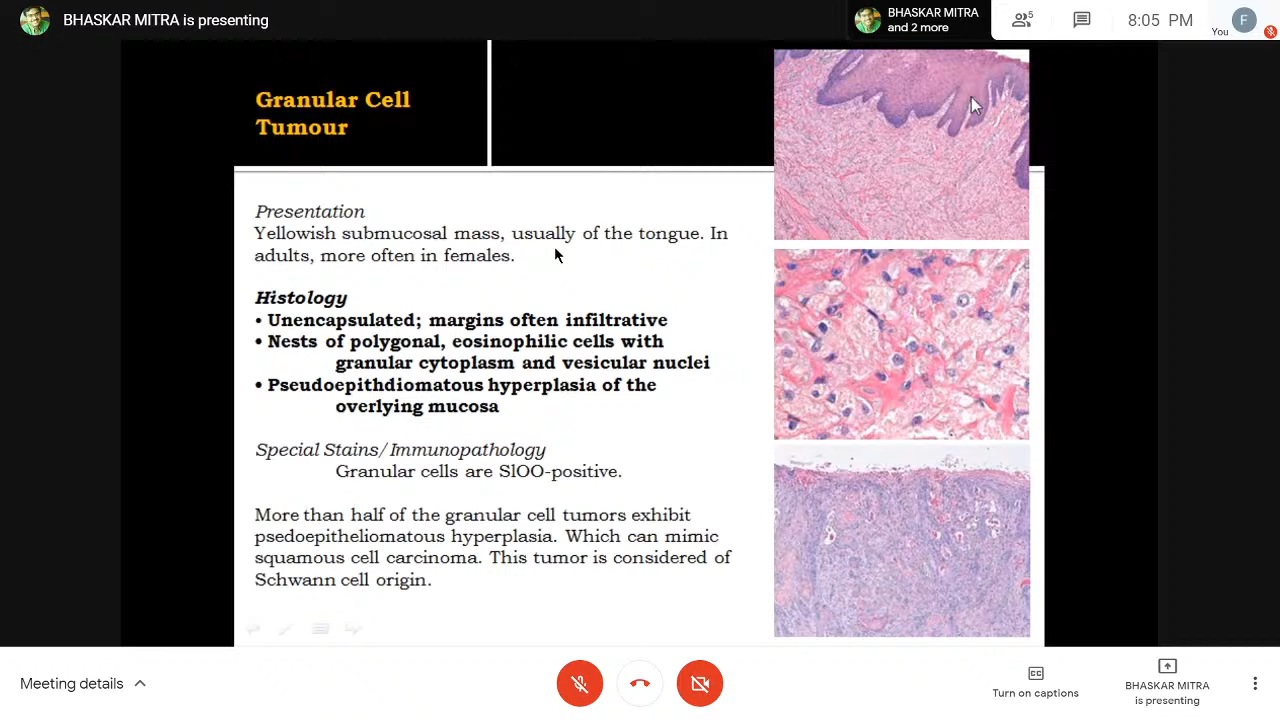 BHASKAR MITRA is presenting
BHASKAR MITRA
and 2 more
5
8:05 PM
You
F
Granular Cell
Tumour
Presentation
Yellowish submucosal mass, usually of the tongue. In
adults, more often in females.
Histology
• Unencapsulated; margins often infiltrative
• Nests of polygonal, eosinophilic cells with
granular cytoplasm and vesicular nuclei
• Pseudoepithdiomatous hyperplasia of the
overlying mucosa
Special Stains/Immunopathology
Granular cells are SlOO-positive.
More than half of the granular cell tumors exhibit
psedoepitheliomatous hyperplasia. Which can mimic
squamous cell carcinoma. This tumor is considered of
Schwann cell origin.
Meeting details
CC
Turn on captions
BHASKAR MITRA
is presenting